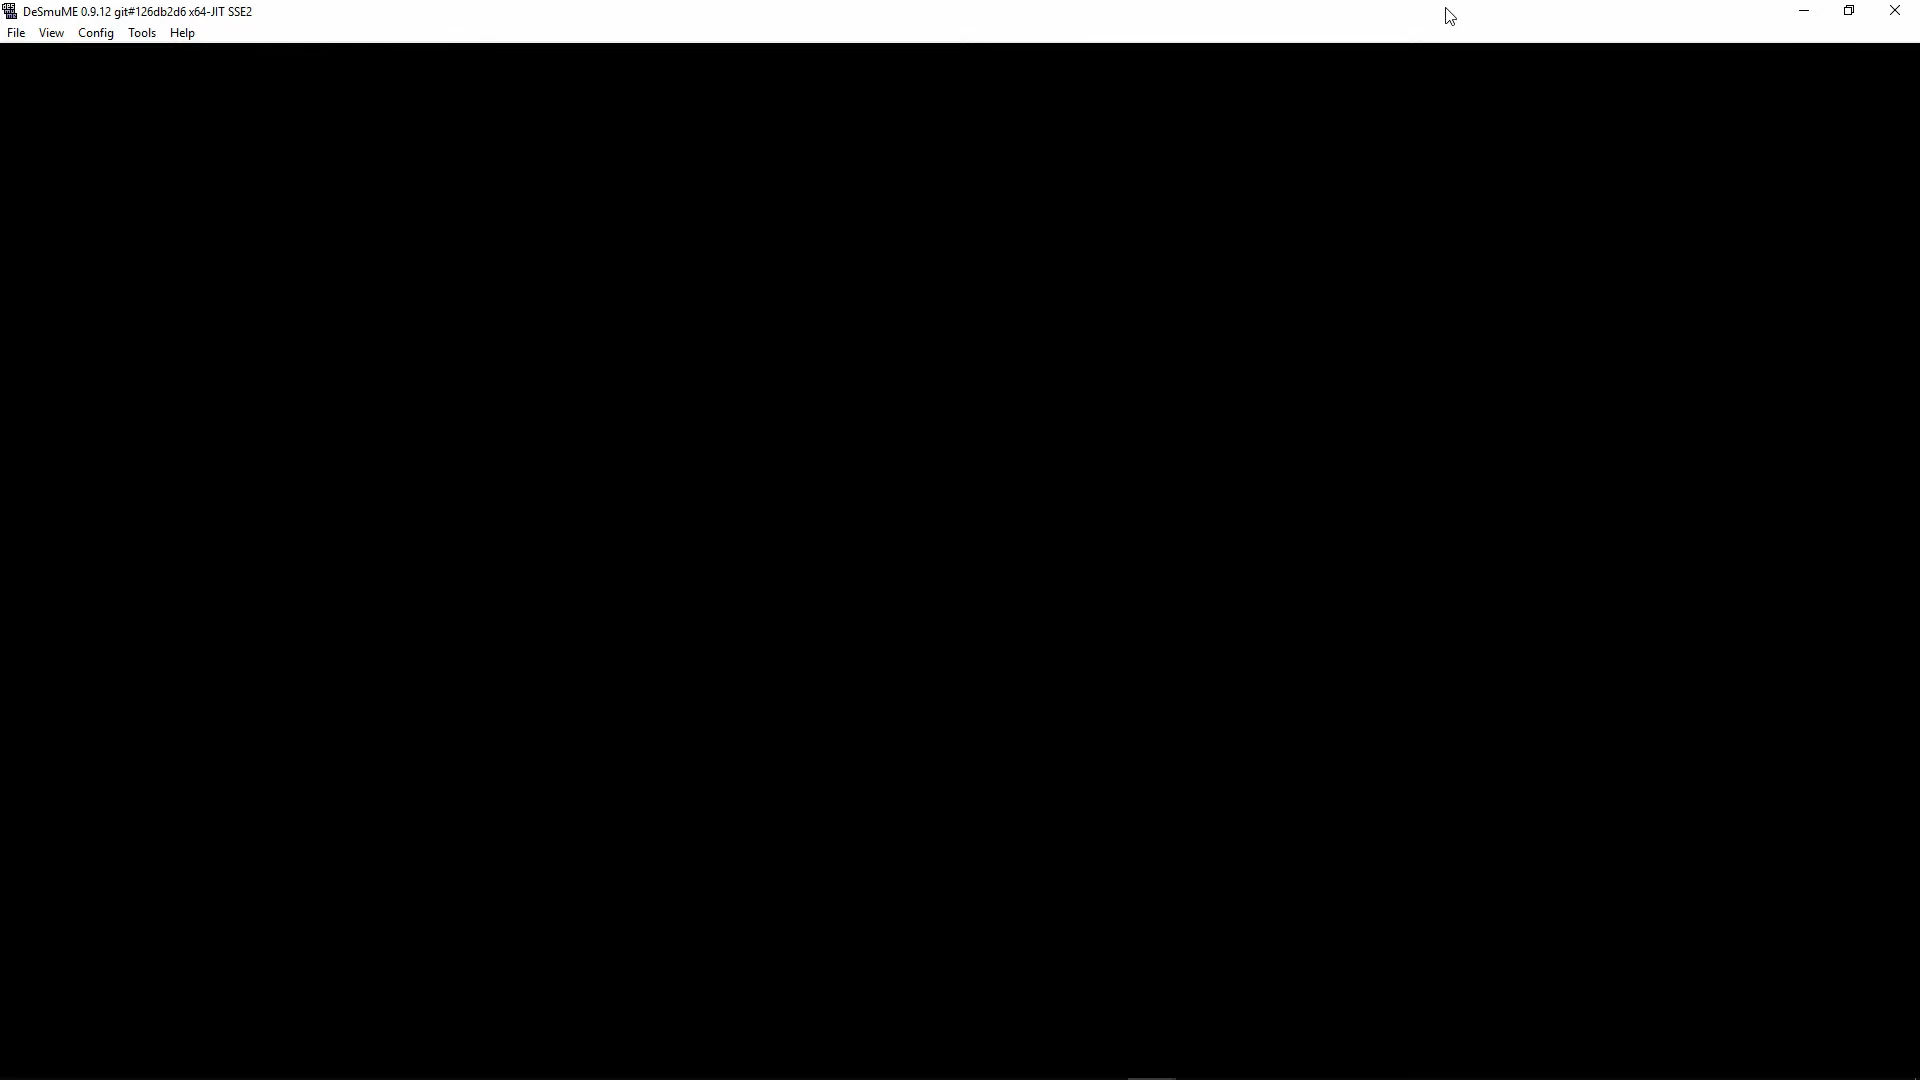 DeSmuME 0.9.12 git#126db2d6 x64-JIT SSE2
File View Config Tools Help